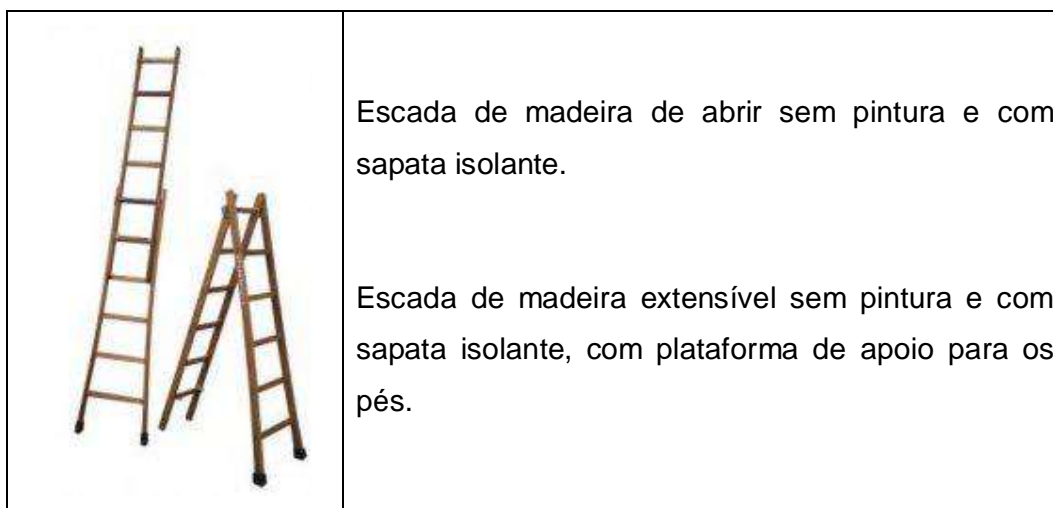 Escada de madeira de abrir sem pintura e com
sapata isolante.
Escada de madeira extensível sem pintura e com
sapata isolante, com plataforma de apoio para os
pés.